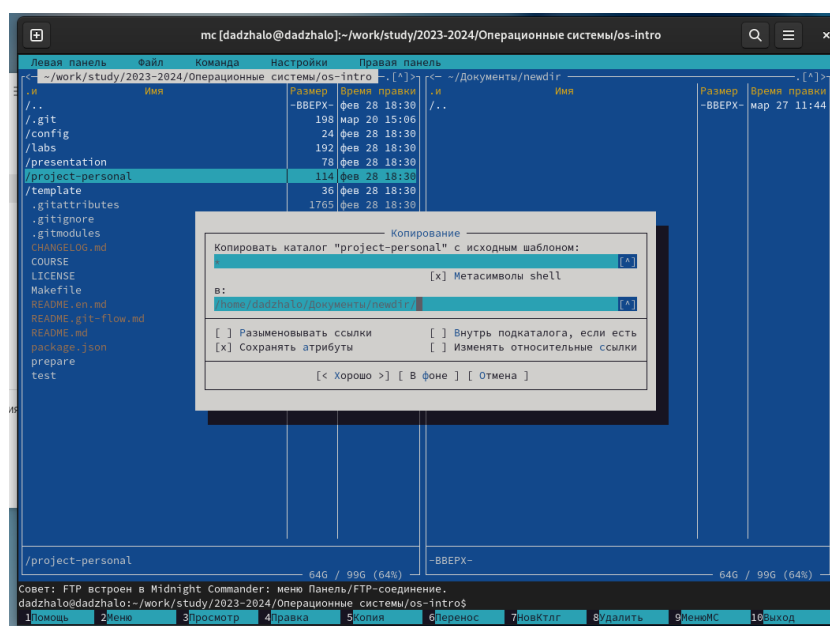 mc [dadzhalo@dadzhalo]:~/work/study/2023-2024/Операционные системы/os-intro
Левая панель Файл Команда Настройки Правая панель
<— ~/work/study/2023-2024/Операционные системы/os-intro —.[^]>
.и Имя Размер Время правки
/.. -ВВЕРХ- фев 28 18:30
/.git 198 мар 20 15:06
/config 24 фев 28 18:30
/labs 192 фев 28 18:30
/presentation 78 фев 28 18:30
/project-personal 114 фев 28 18:30
/template 36 фев 28 18:30
.gitattributes 1765 фев 28 18:30
.gitignore
.gitmodules
CHANGELOG.md
COURSE
LICENSE
Makefile
README.en.md
README.git-flow.md
README.md
package.json
prepare
test
/project-personal
64G / 99G (64%)
<— ~/Документы/newdir —.[^]>
.и Имя Размер Время правки
/.. -ВВЕРХ- мар 27 11:44
-ВВЕРХ-
64G / 99G (64%)
Копирование
Копировать каталог "project-personal" с исходным шаблоном:
* [^]
[x] Метасимволы shell
в:
/home/dadzhalo/Документы/newdir/ [^]
[ ] Разыменовывать ссылки [ ] Внутрь подкаталога, если есть
[x] Сохранять атрибуты [ ] Изменять относительные ссылки
[< Хорошо >] [ В фоне ] [ Отмена ]
Совет: FTP встроен в Midnight Commander: меню Панель/FTP-соединение.
dadzhalo@dadzhalo:~/work/study/2023-2024/Операционные системы/os-intro$
1Помощь 2Меню 3Просмотр 4Правка 5Копия 6Перенос 7НовКтлг 8Удалить 9МенюМС 10Выход